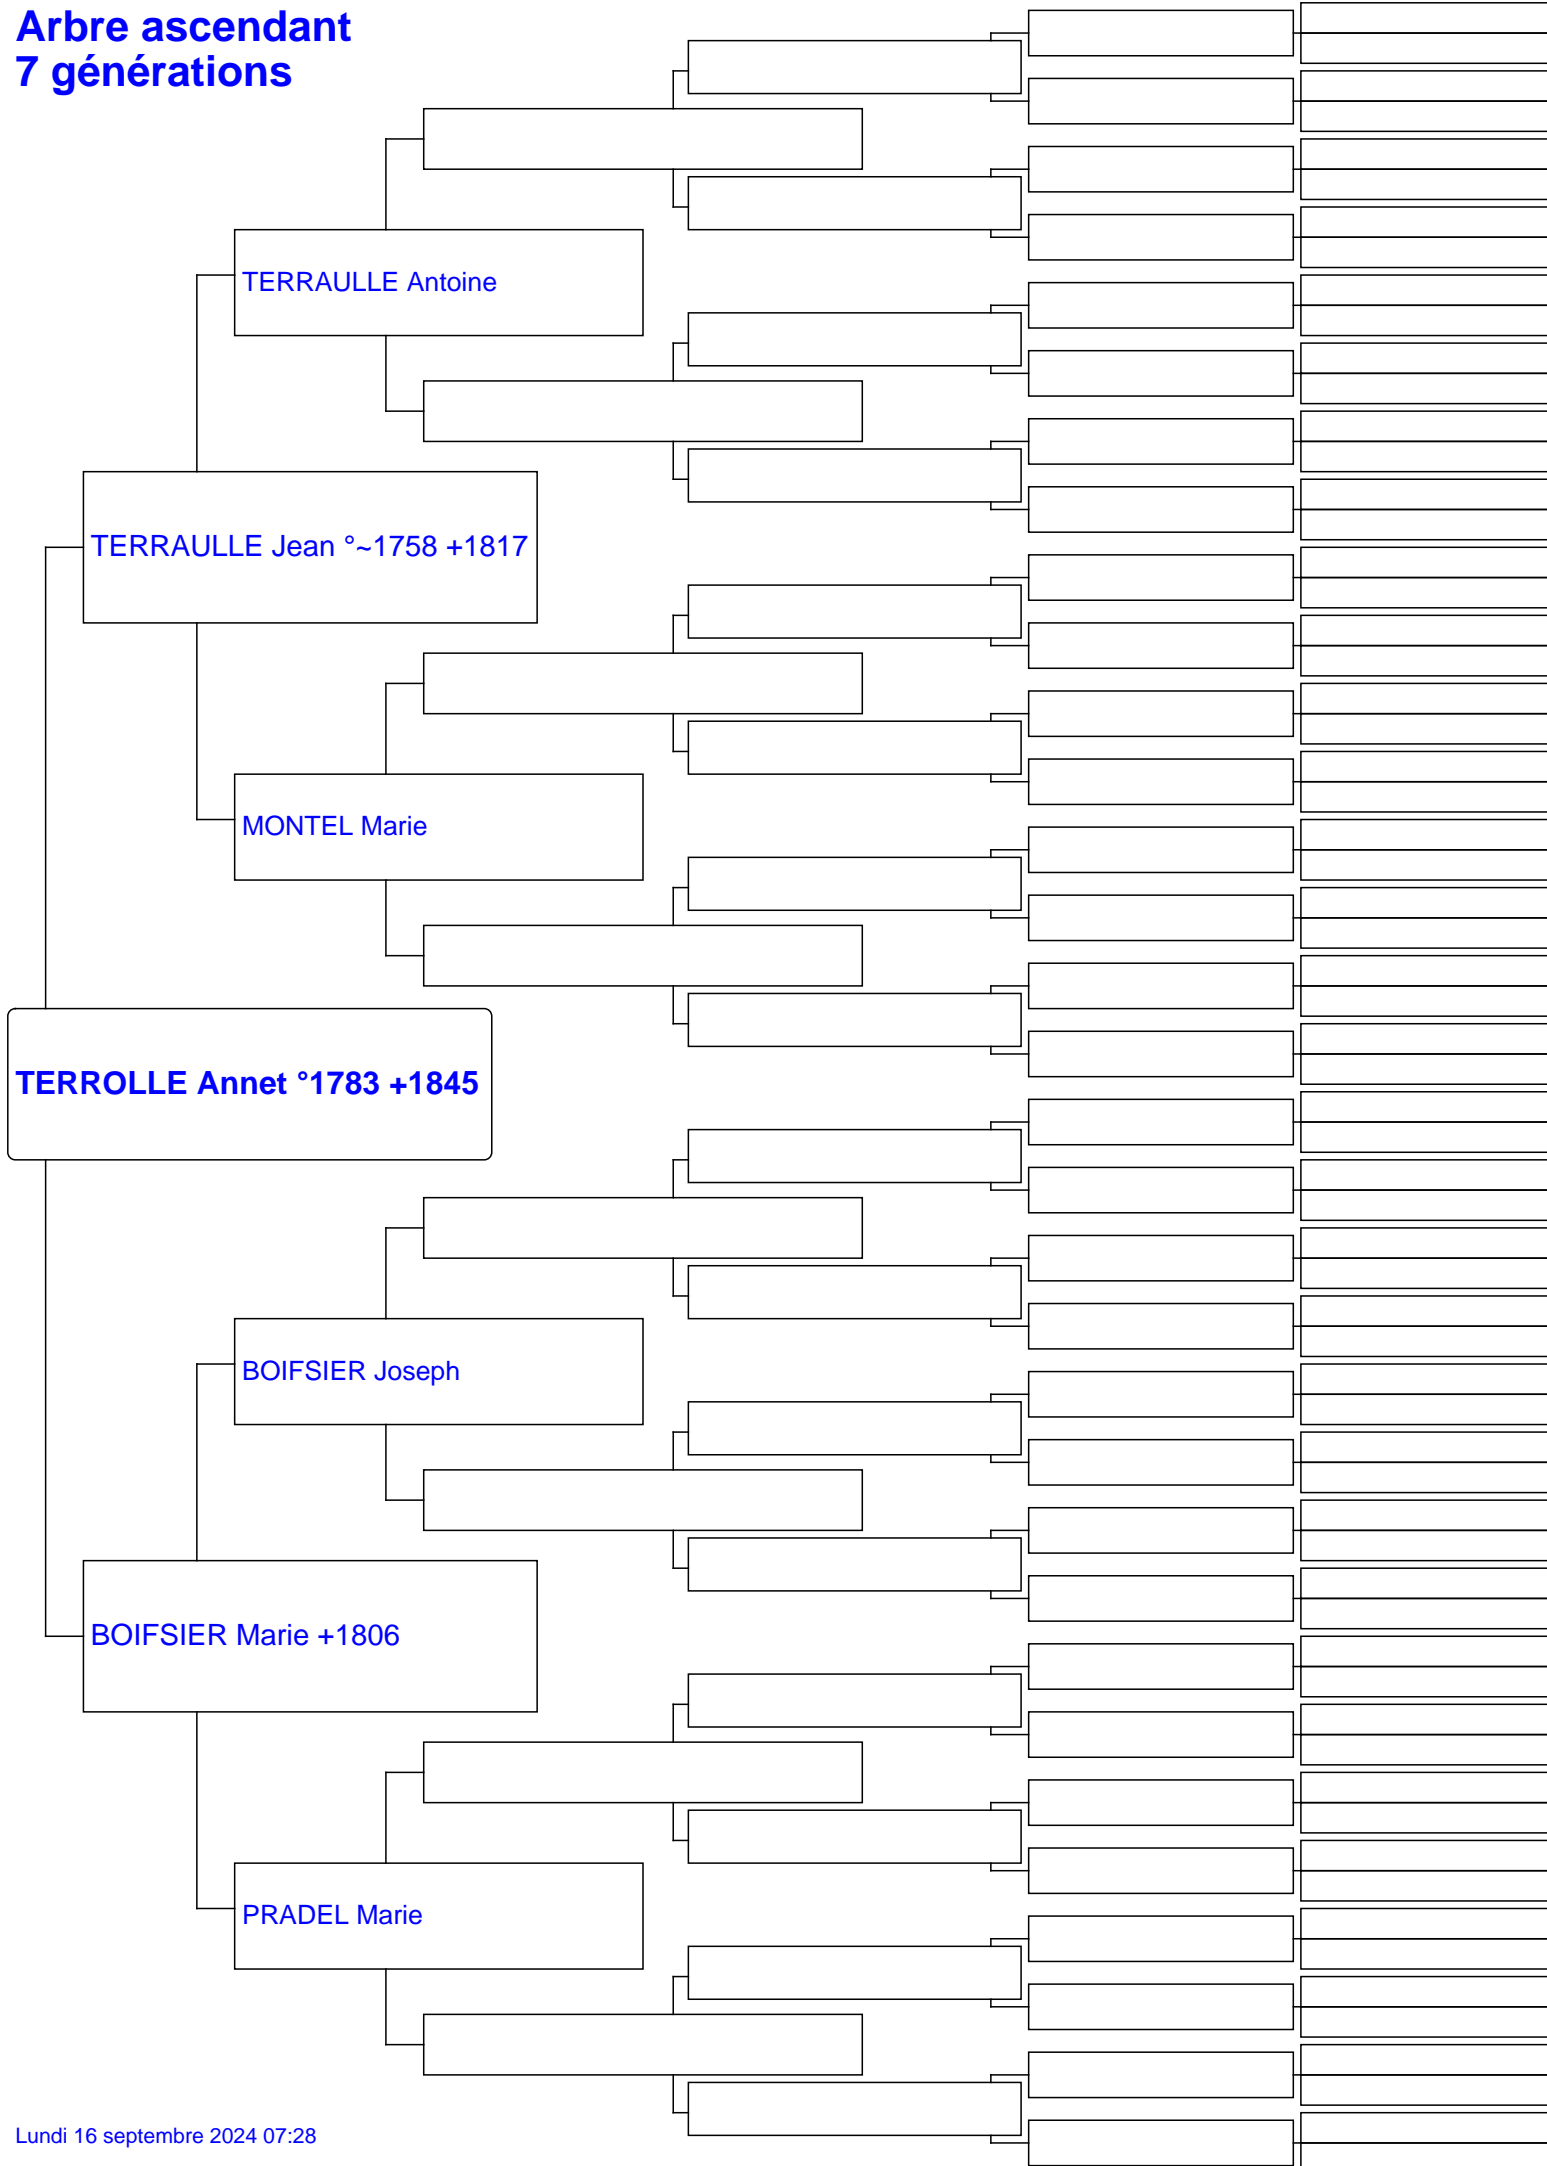 Arbre ascendant
7 générations
TERRAULLE Antoine
TERRAULLE Jean °~1758 +1817
MONTEL Marie
TERROLLE Annet °1783 +1845
BOIFSIER Joseph
BOIFSIER Marie +1806
PRADEL Marie
Lundi 16 septembre 2024 07:28